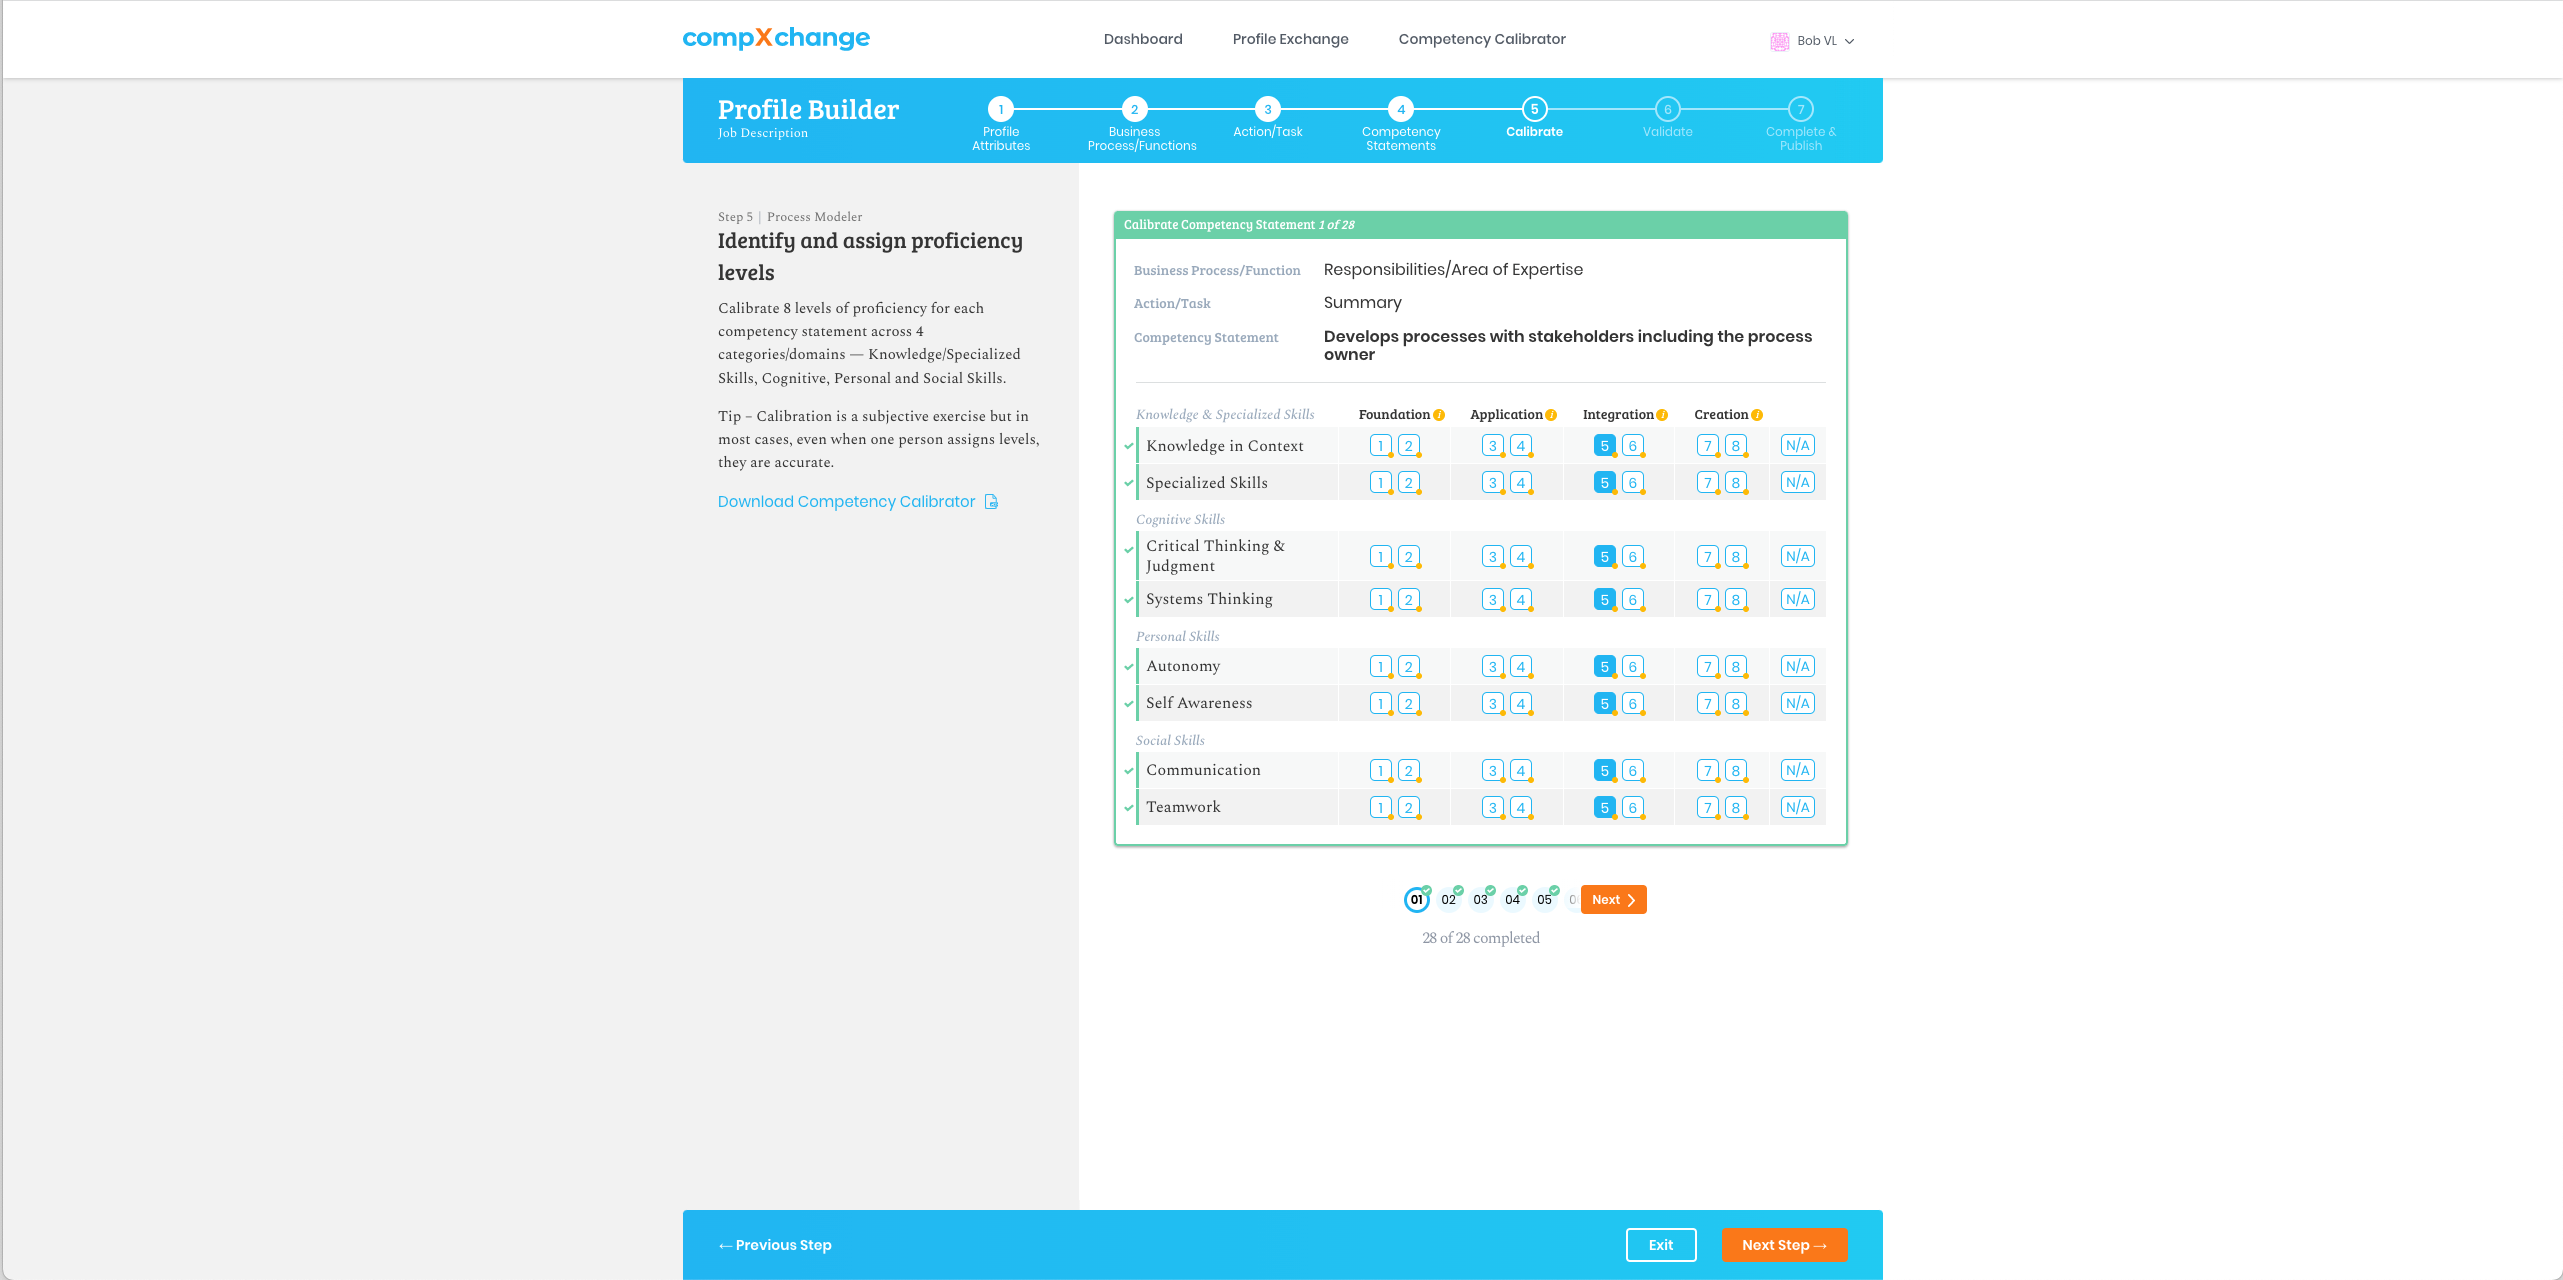 compXchange
Dashboard
Profile Exchange
Competency Calibrator
Bob VL
Profile Builder
Job Description
1
Profile
Attributes
2
Business
Process/Functions
3
Action/Task
4
Competency
Statements
5
Calibrate
6
Validate
7
Complete &
Publish
Step 5 | Process Modeler
Identify and assign proficiency
levels
Calibrate 8 levels of proficiency for each
competency statement across 4
categories/domains — Knowledge/Specialized
Skills, Cognitive, Personal and Social Skills.
Tip – Calibration is a subjective exercise but in
most cases, even when one person assigns levels,
they are accurate.
Download Competency Calibrator
Calibrate Competency Statement 1 of 28
Business Process/Function Responsibilities/Area of Expertise
Action/Task Summary
Competency Statement Develops processes with stakeholders including the process
owner
Knowledge & Specialized Skills Foundation i Application i Integration i Creation i
Knowledge in Context 1 2 3 4 5 6 7 8 N/A
Specialized Skills 1 2 3 4 5 6 7 8 N/A
Cognitive Skills
Critical Thinking &
Judgment 1 2 3 4 5 6 7 8 N/A
Systems Thinking 1 2 3 4 5 6 7 8 N/A
Personal Skills
Autonomy 1 2 3 4 5 6 7 8 N/A
Self Awareness 1 2 3 4 5 6 7 8 N/A
Social Skills
Communication 1 2 3 4 5 6 7 8 N/A
Teamwork 1 2 3 4 5 6 7 8 N/A
01 02 03 04 05 Next
28 of 28 completed
← Previous Step
Exit
Next Step →